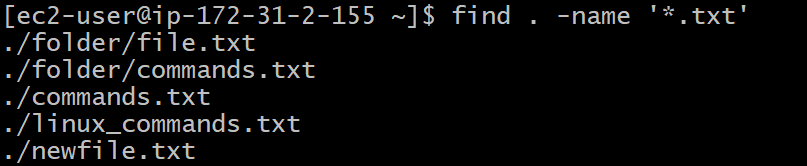 [ec2-user@ip-172-31-2-155 ~]$ find . -name '*.txt'
./folder/file.txt
./folder/commands.txt
./commands.txt
./linux_commands.txt
./newfile.txt